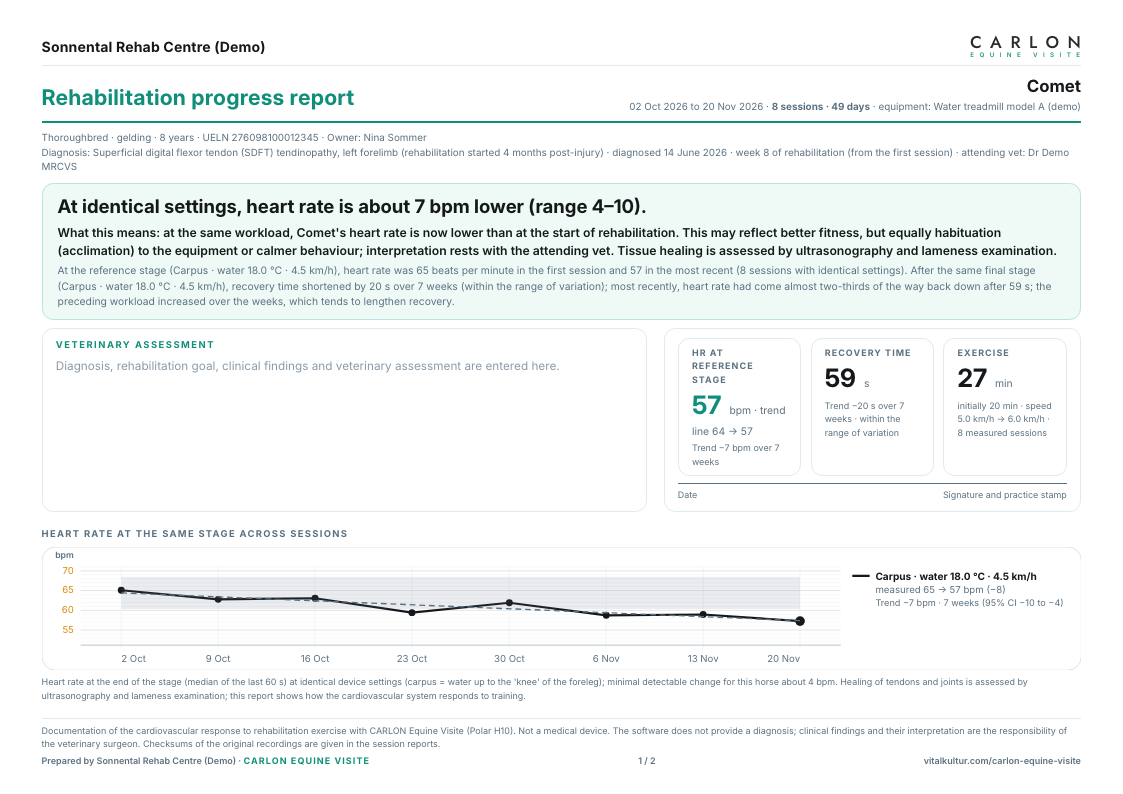 Sonnental Rehab Centre (Demo)
CARLON
EQUINE VISITE
Rehabilitation progress report
Comet
02 Oct 2026 to 20 Nov 2026 · 8 sessions · 49 days · equipment: Water treadmill model A (demo)
Thoroughbred · gelding · 8 years · UELN 276098100012345 · Owner: Nina Sommer
Diagnosis: Superficial digital flexor tendon (SDFT) tendinopathy, left forelimb (rehabilitation started 4 months post-injury) · diagnosed 14 June 2026 · week 8 of rehabilitation (from the first session) · attending vet: Dr Demo
MRCVS
At identical settings, heart rate is about 7 bpm lower (range 4–10).
What this means: at the same workload, Comet's heart rate is now lower than at the start of rehabilitation. This may reflect better fitness, but equally habituation
(acclimation) to the equipment or calmer behaviour; interpretation rests with the attending vet. Tissue healing is assessed by ultrasonography and lameness examination.
At the reference stage (Carpus · water 18.0 °C · 4.5 km/h), heart rate was 65 beats per minute in the first session and 57 in the most recent (8 sessions with identical settings). After the same final stage
(Carpus · water 18.0 °C · 4.5 km/h), recovery time shortened by 20 s over 7 weeks (within the range of variation); most recently, heart rate had come almost two-thirds of the way back down after 59 s; the
preceding workload increased over the weeks, which tends to lengthen recovery.
VETERINARY ASSESSMENT
Diagnosis, rehabilitation goal, clinical findings and veterinary assessment are entered here.
HR AT
REFERENCE
STAGE
57 bpm · trend
line 64 → 57
Trend −7 bpm over 7
weeks
RECOVERY TIME
59 s
Trend −20 s over 7
weeks · within the
range of variation
EXERCISE
27 min
initially 20 min · speed
5.0 km/h → 6.0 km/h ·
8 measured sessions
Date
Signature and practice stamp
HEART RATE AT THE SAME STAGE ACROSS SESSIONS
bpm
70
65
60
55
2 Oct
9 Oct
16 Oct
23 Oct
30 Oct
6 Nov
13 Nov
20 Nov
Carpus · water 18.0 °C · 4.5 km/h
measured 65 → 57 bpm (−8)
Trend −7 bpm · 7 weeks (95% CI −10 to −4)
Heart rate at the end of the stage (median of the last 60 s) at identical device settings (carpus = water up to the 'knee' of the foreleg); minimal detectable change for this horse about 4 bpm. Healing of tendons and joints is assessed by
ultrasonography and lameness examination; this report shows how the cardiovascular system responds to training.
Documentation of the cardiovascular response to rehabilitation exercise with CARLON Equine Visite (Polar H10). Not a medical device. The software does not provide a diagnosis; clinical findings and their interpretation are the responsibility of
the veterinary surgeon. Checksums of the original recordings are given in the session reports.
Prepared by Sonnental Rehab Centre (Demo) · CARLON EQUINE VISITE
1 / 2
vitalkultur.com/carlon-equine-visite